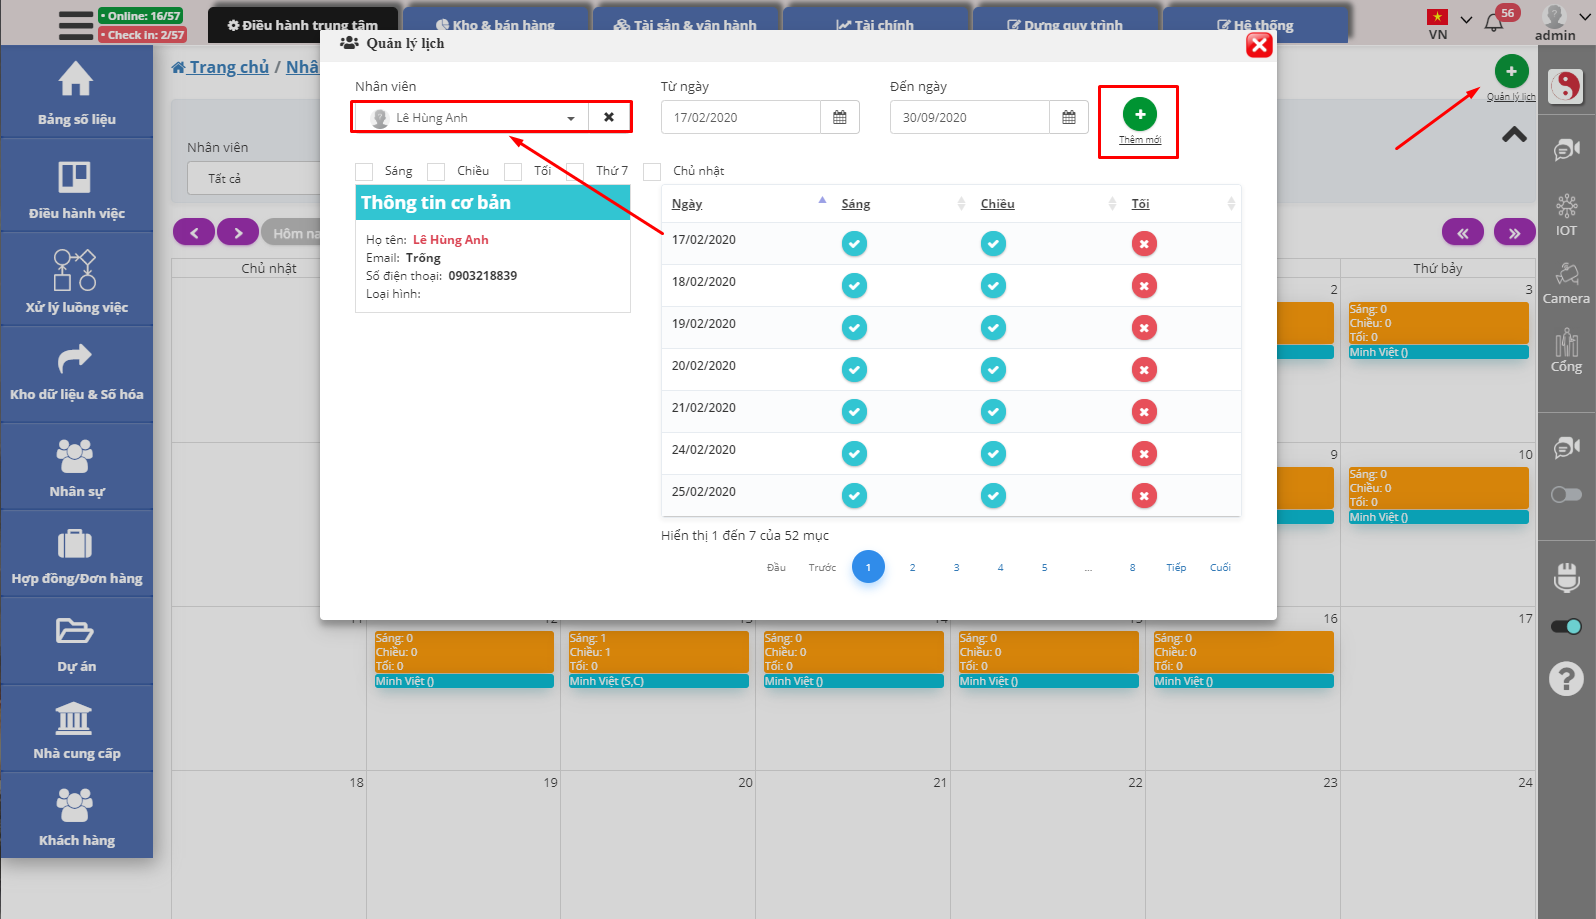 • Online: 16/57
• Check In: 2/57
Điều hành trung tâm
Kho & bán hàng
Tài sản & vận hành
Tài chính
Dựng quy trình
Hệ thống
VN
56
admin
Bảng số liệu
Điều hành việc
Xử lý luồng việc
Kho dữ liệu & Số hóa
Nhân sự
Hợp đồng/Đơn hàng
Dự án
Nhà cung cấp
Khách hàng
Trang chủ / Nhâ
Quản lý lịch
Nhân viên
Tất cả
Hôm na
Chủ nhật
Thứ bảy
Quản lý lịch
Nhân viên
Lê Hùng Anh
Từ ngày
17/02/2020
Đến ngày
30/09/2020
Thêm mới
Sáng Chiều Tối Thứ 7 Chủ nhật
Thông tin cơ bản
Họ tên: Lê Hùng Anh
Email: Trống
Số điện thoại: 0903218839
Loại hình:
Ngày Sáng Chiều Tối
17/02/2020
18/02/2020
19/02/2020
20/02/2020
21/02/2020
24/02/2020
25/02/2020
Hiển thị 1 đến 7 của 52 mục
Đầu Trước 1 2 3 4 5 ... 8 Tiếp Cuối
2 3
Sáng: 0
Chiều: 0
Tối: 0
Minh Việt ()
9 10
Sáng: 0
Chiều: 0
Tối: 0
Minh Việt ()
16 17
Sáng: 0
Chiều: 0
Tối: 0
Minh Việt ()
Sáng: 1
Chiều: 1
Tối: 0
Minh Việt (S,C)
Sáng: 0
Chiều: 0
Tối: 0
Minh Việt ()
Sáng: 0
Chiều: 0
Tối: 0
Minh Việt ()
Sáng: 0
Chiều: 0
Tối: 0
Minh Việt ()
18 19 20 21 22 23 24
IOT
Camera
Cổng